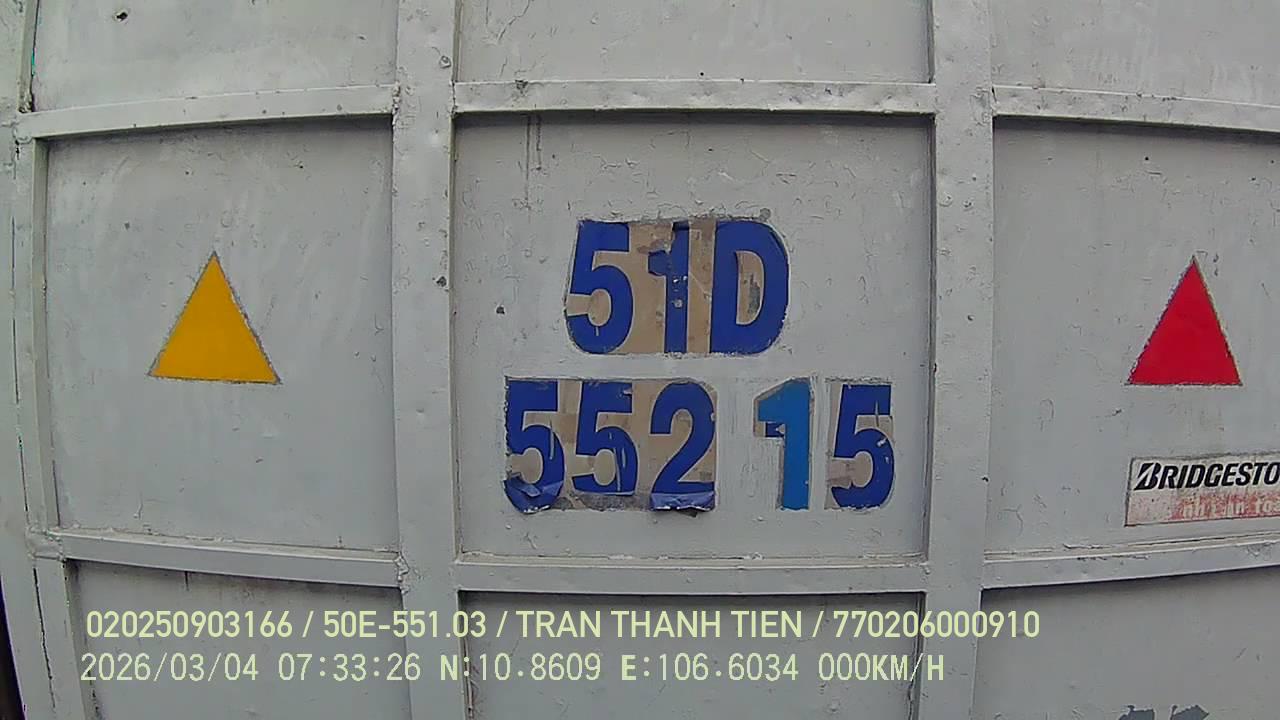 51D
552 15
BRIDGESTO
020250903166 / 50E-551.03 / TRAN THANH TIEN / 770206000910
2026/03/04 07:33:26 N:10.8609 E:106.6034 000KM/H